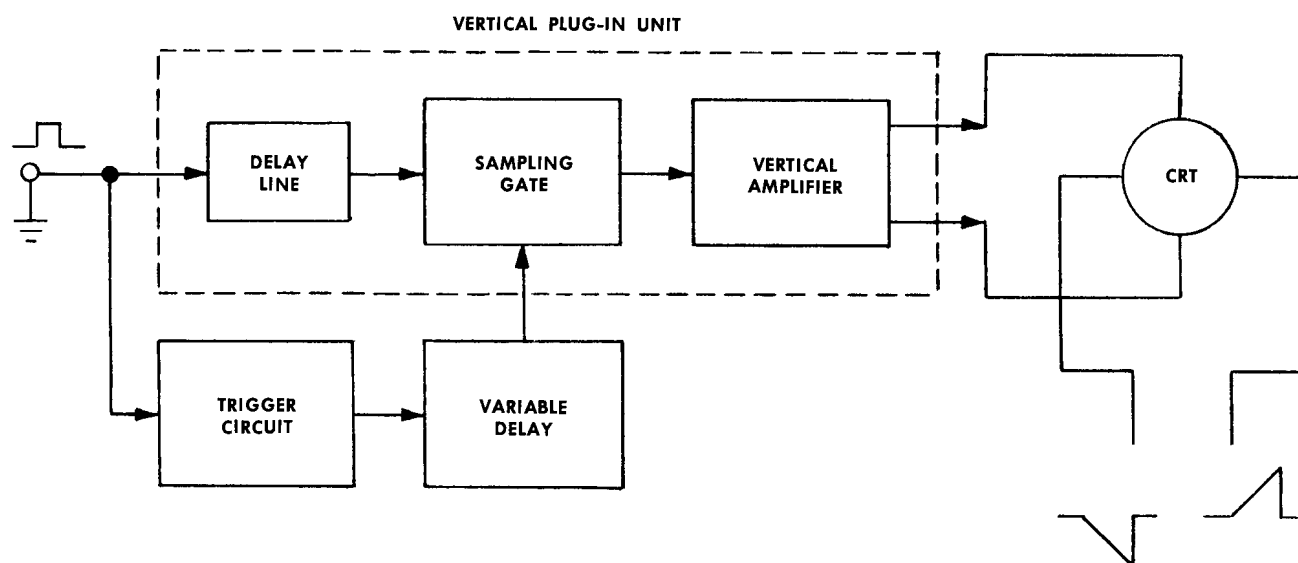 VERTICAL PLUG-IN UNIT
DELAY
LINE
SAMPLING
GATE
VERTICAL
AMPLIFIER
CRT
TRIGGER
CIRCUIT
VARIABLE
DELAY